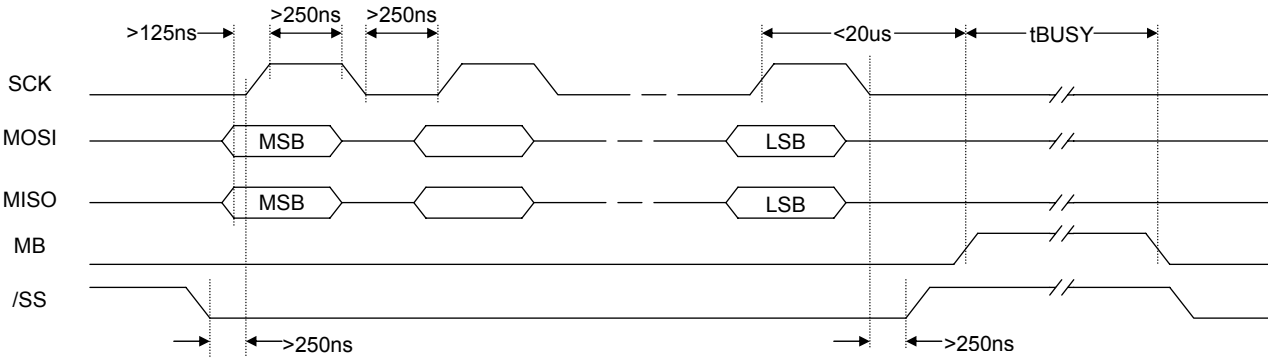 >250ns >250ns
>125ns <20us tBUSY
SCK
MOSI MSB LSB
MISO MSB LSB
MB
/SS
>250ns >250ns